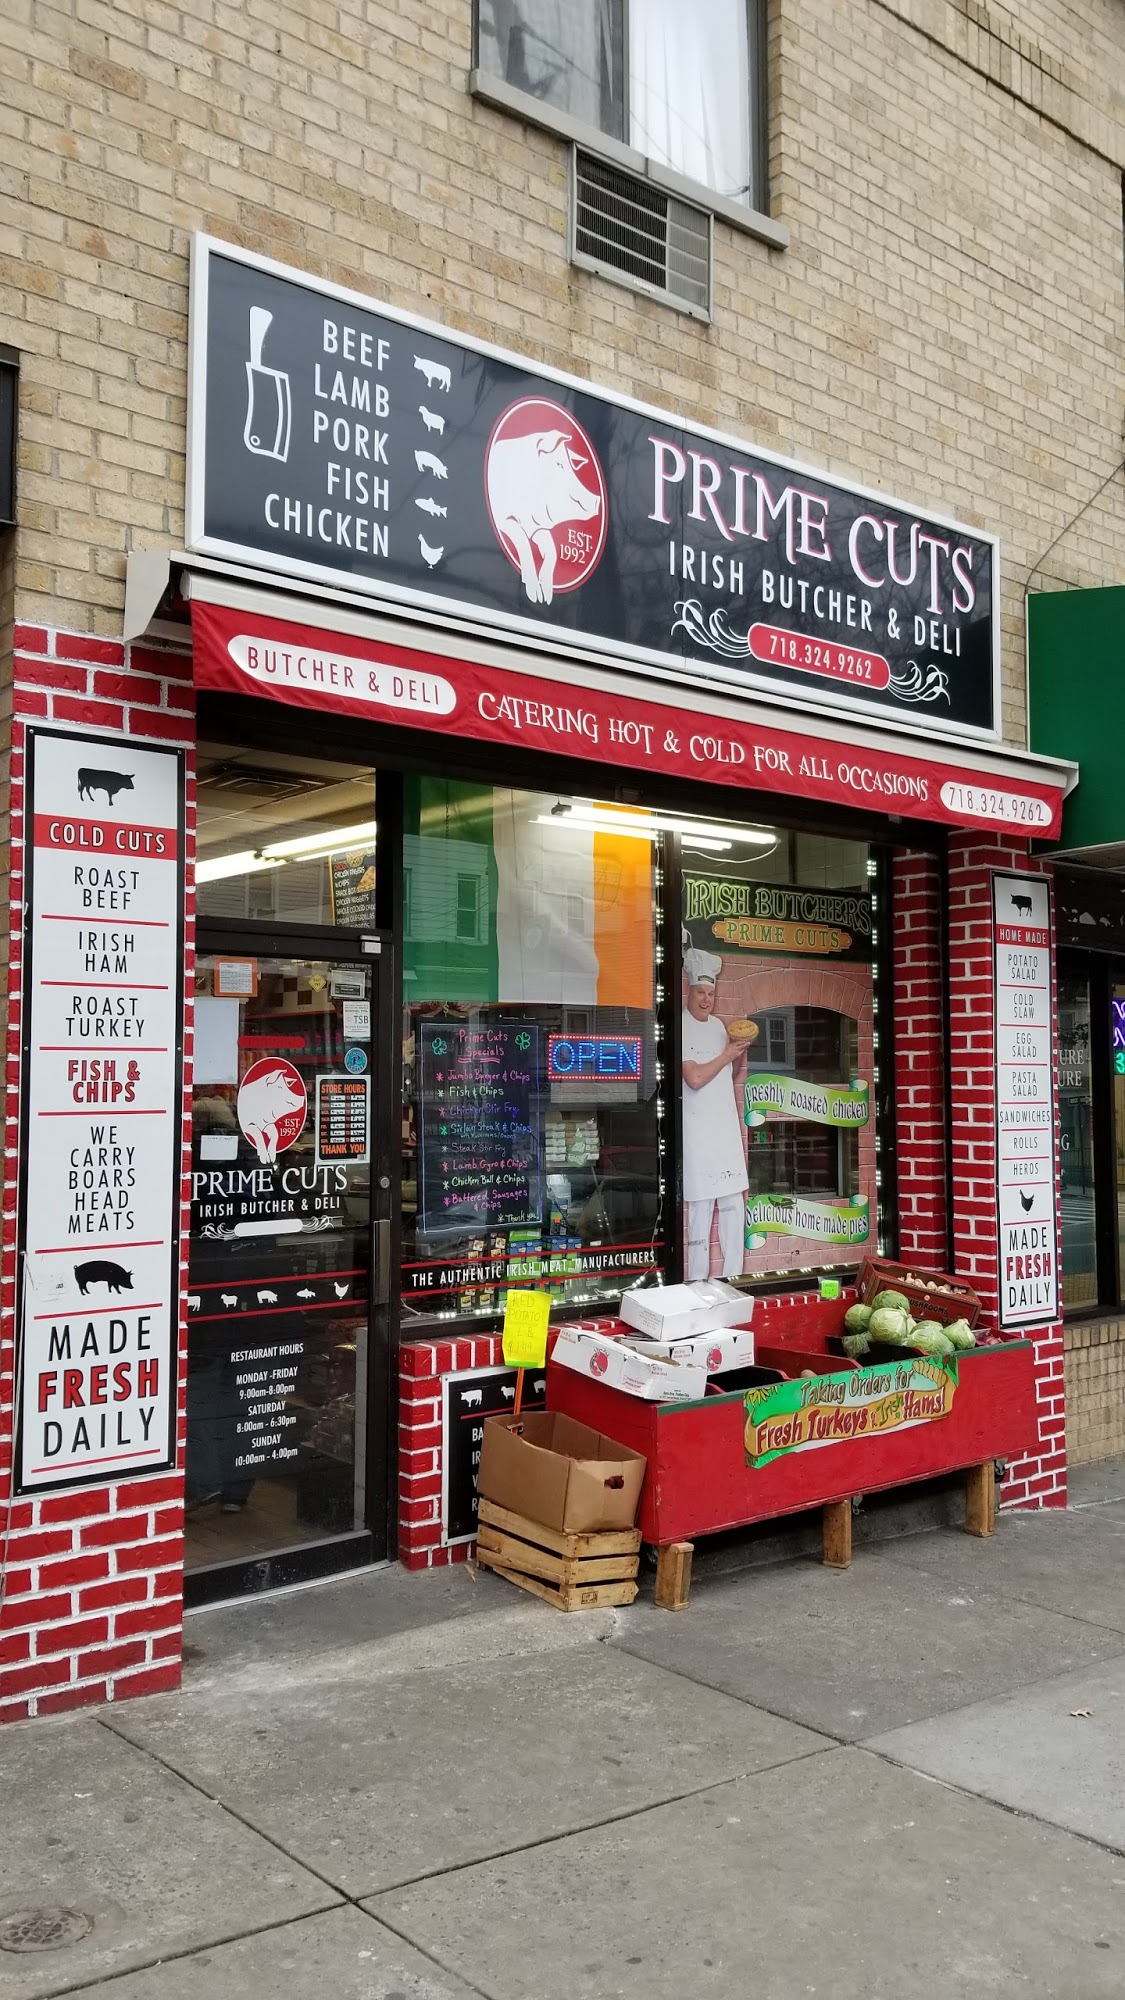 BEEF
LAMB
PORK
FISH
CHICKEN
EST.
1992
PRIME CUTS
IRISH BUTCHER & DELI
718.324.9262
BUTCHER & DELI
CATERING HOT & COLD FOR ALL OCCASIONS
718.324.9262
COLD CUTS
ROAST
BEEF
IRISH
HAM
ROAST
TURKEY
FISH &
CHIPS
WE
CARRY
BOARS
HEAD
MEATS
MADE
FRESH
DAILY
TSB
EST.
1992
STORE HOURS
THANK YOU
PRIME CUTS
IRISH BUTCHER & DELI
RESTAURANT HOURS
MONDAY -FRIDAY
9:00am-8:00pm
SATURDAY
8:00am - 6:30pm
SUNDAY
10:00am - 4:00pm
Prime Cuts
Specials
Jumbo Burger & Chips
Fish & Chips
Chicken Stir Fry
Sirloin Steak & Chips
Steak Stir Fry
Lamb Gyro & Chips
Chicken Ball & Chips
Battered Sausages
& Chips
Thank you
OPEN
THE AUTHENTIC IRISH MEAT MANUFACTURERS
IRISH BUTCHERS
PRIME CUTS
freshly roasted chicken
delicious home made pies
RED
POTATO
MUSHROOMS
Taking Orders for
Fresh Turkeys & Irish Hams!
HOME MADE
POTATO
SALAD
COLD
SLAW
EGG
SALAD
PASTA
SALAD
SANDWICHES
ROLLS
HEROS
MADE
FRESH
DAILY